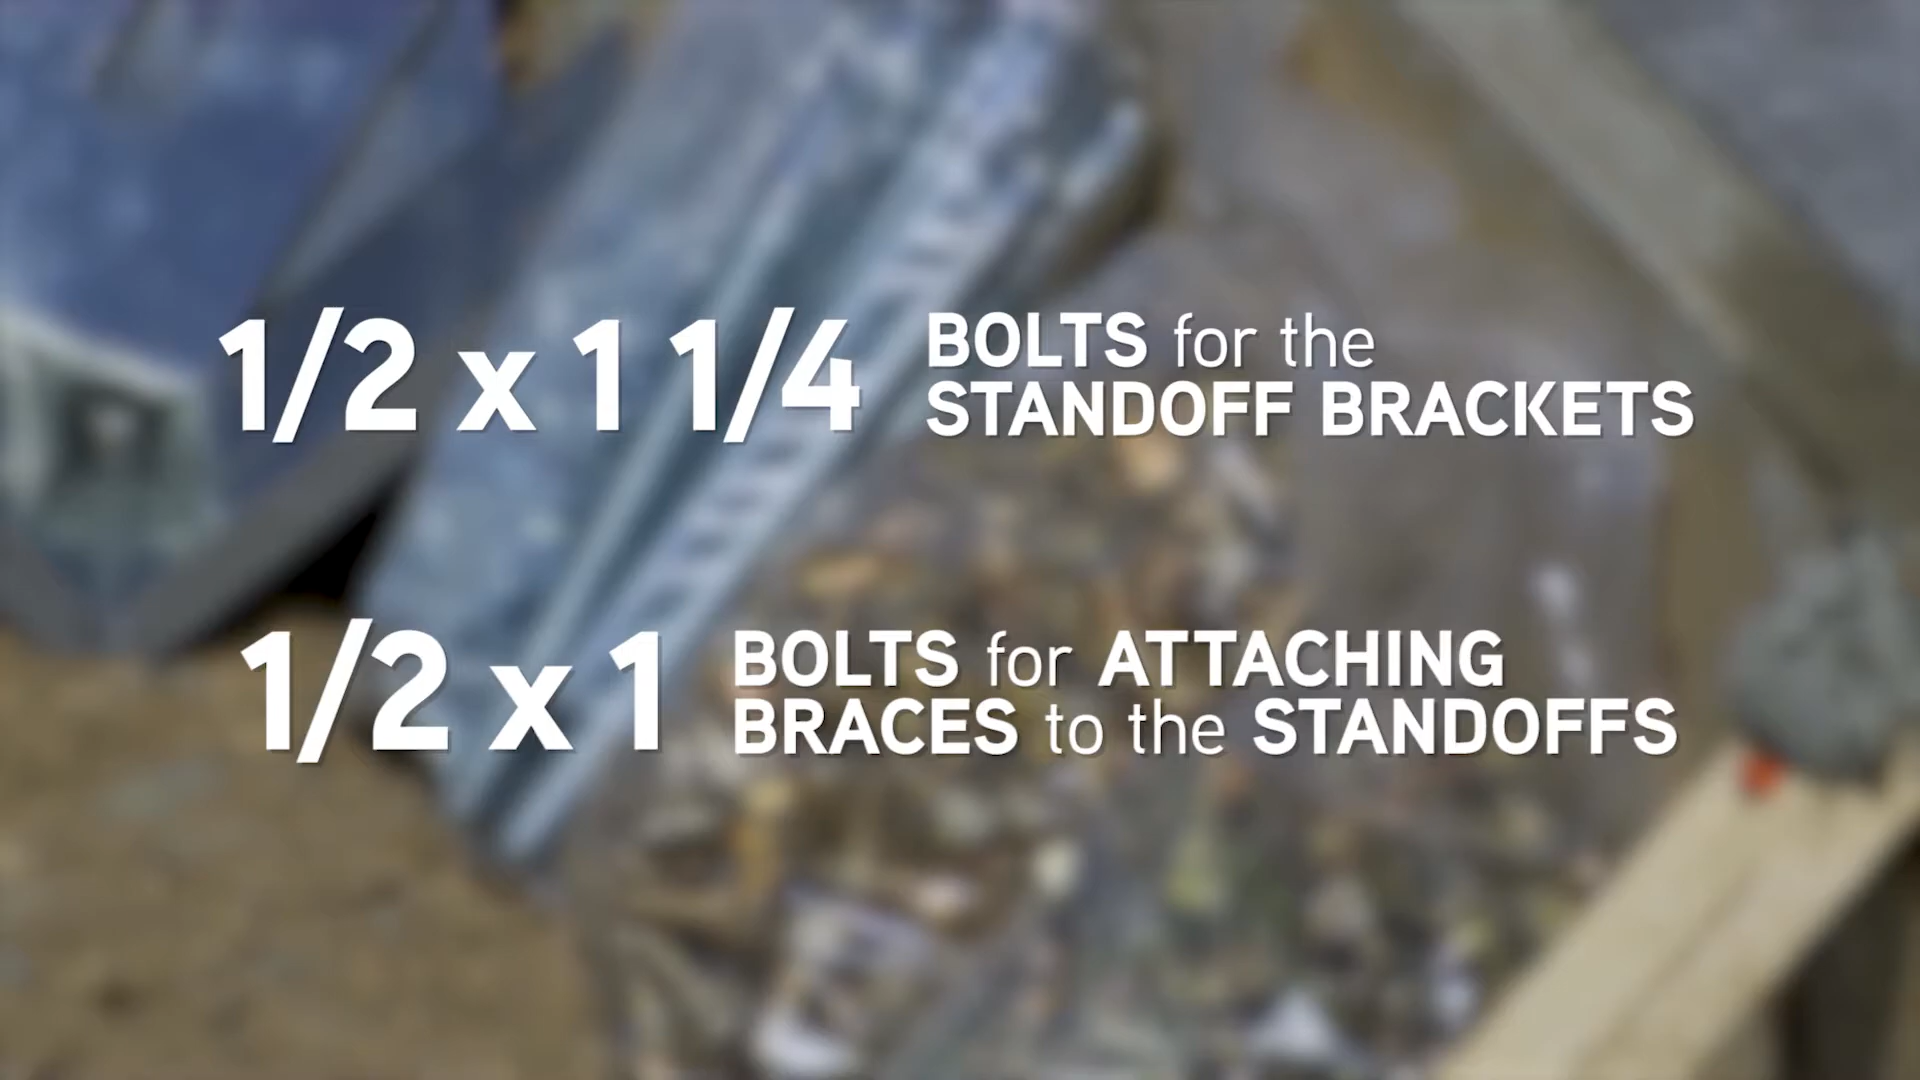 1/2 x 1 1/4 BOLTS for the
STANDOFF BRACKETS
1/2 x 1 BOLTS for ATTACHING
BRACES to the STANDOFFS